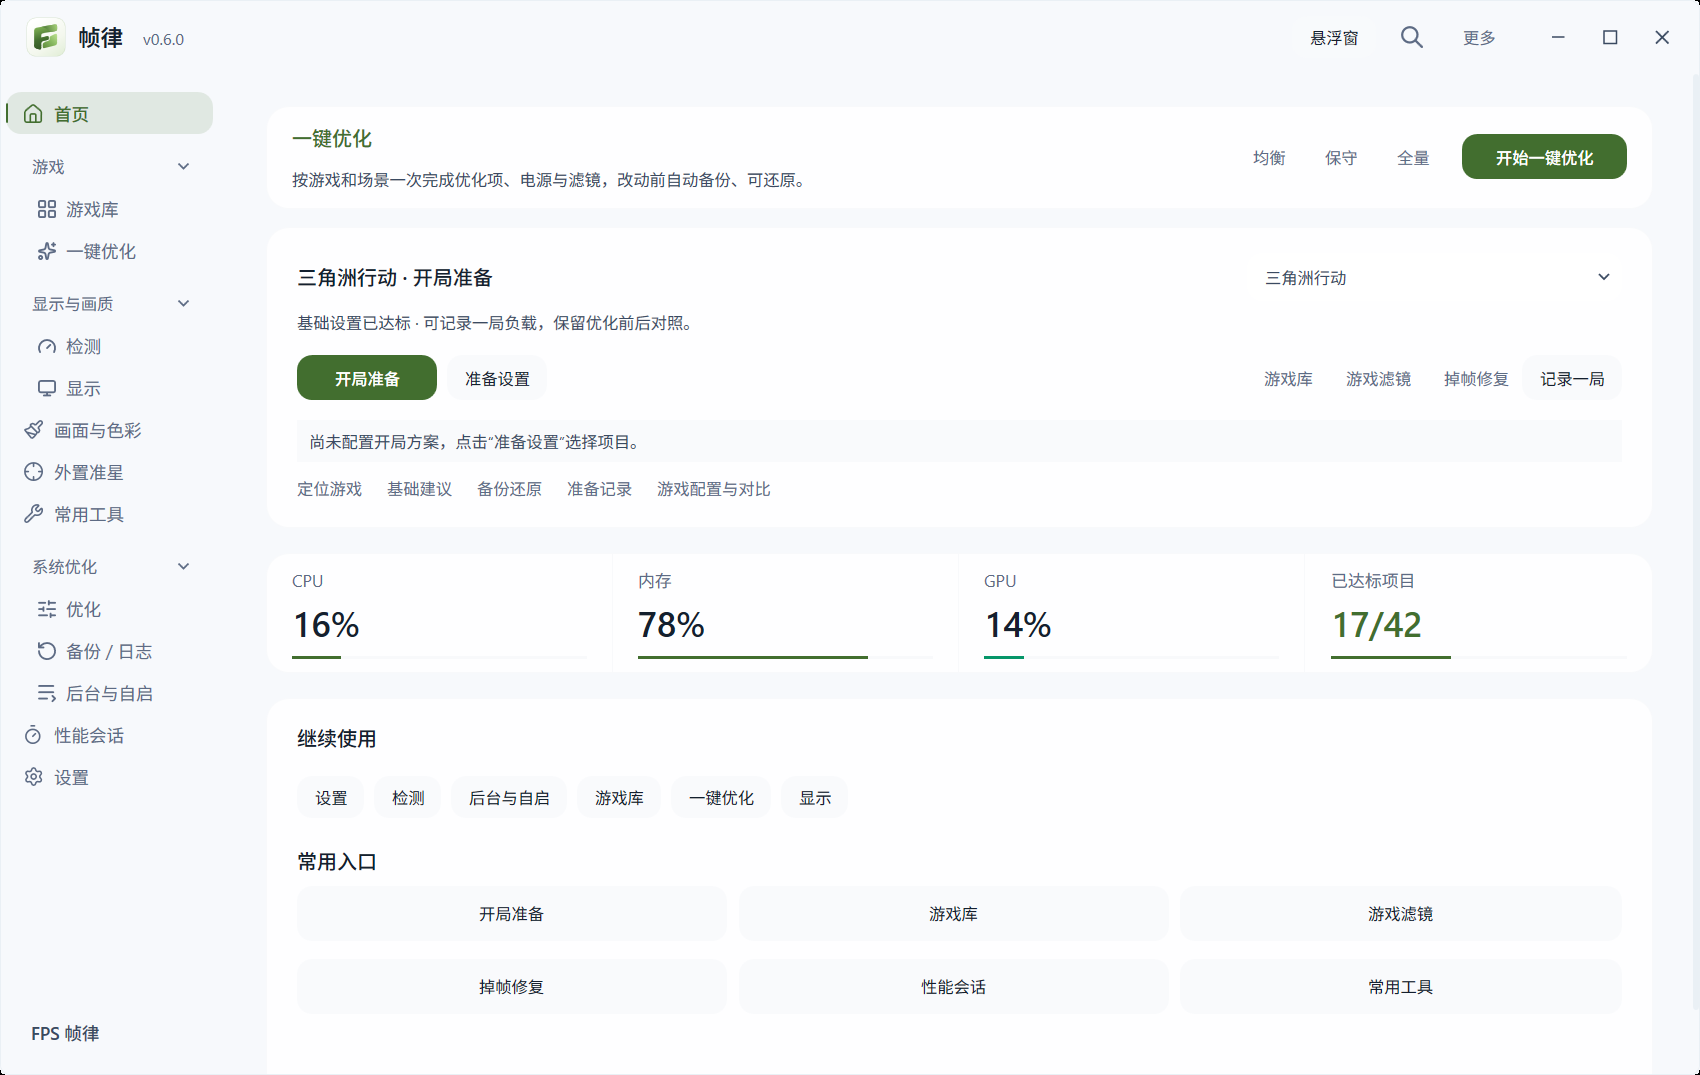 帧律 v0.6.0
悬浮窗 更多
首页
游戏
游戏库
一键优化
显示与画质
检测
显示
画面与色彩
外置准星
常用工具
系统优化
优化
备份 / 日志
后台与自启
性能会话
设置
FPS 帧律
一键优化
按游戏和场景一次完成优化项、电源与滤镜，改动前自动备份、可还原。
均衡 保守 全量 开始一键优化
三角洲行动 · 开局准备
三角洲行动
基础设置已达标 · 可记录一局负载，保留优化前后对照。
开局准备 准备设置 游戏库 游戏滤镜 掉帧修复 记录一局
尚未配置开局方案，点击“准备设置”选择项目。
定位游戏 基础建议 备份还原 准备记录 游戏配置与对比
CPU 内存 GPU 已达标项目
16% 78% 14% 17/42
继续使用
设置 检测 后台与自启 游戏库 一键优化 显示
常用入口
开局准备 游戏库 游戏滤镜
掉帧修复 性能会话 常用工具